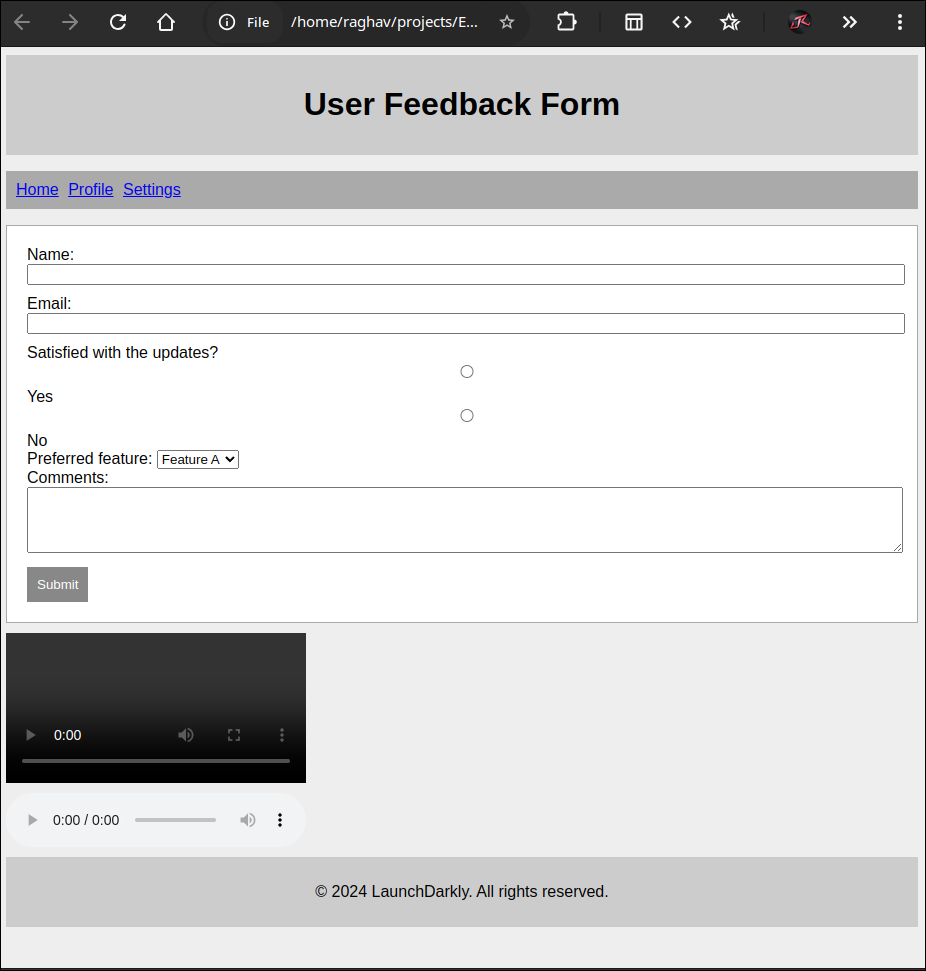 File /home/raghav/projects/E...
User Feedback Form
Home Profile Settings
Name:
Email:
Satisfied with the updates?
Yes
No
Preferred feature: Feature A
Comments:
Submit
0:00
0:00 / 0:00
© 2024 LaunchDarkly. All rights reserved.